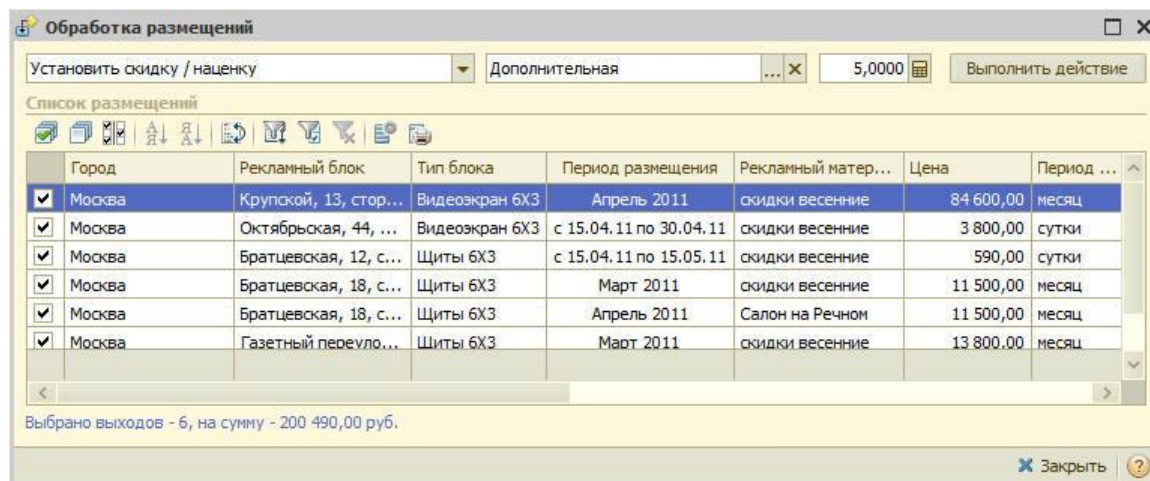 Обработка размещений
Установить скидку / наценку Дополнительная ... 5,0000 Выполнить действие
Список размещений
Город Рекламный блок Тип блока Период размещения Рекламный матер... Цена Период ...
Москва Крупской, 13, стор... Видеоэкран 6X3 Апрель 2011 скидки весенние 84 600,00 месяц
Москва Октябрьская, 44, ... Видеоэкран 6X3 с 15.04.11 по 30.04.11 скидки весенние 3 800,00 сутки
Москва Братцевская, 12, с... Щиты 6X3 с 15.04.11 по 15.05.11 скидки весенние 590,00 сутки
Москва Братцевская, 18, с... Щиты 6X3 Март 2011 скидки весенние 11 500,00 месяц
Москва Братцевская, 18, с... Щиты 6X3 Апрель 2011 Салон на Речном 11 500,00 месяц
Москва Газетный переуло... Щиты 6X3 Март 2011 скидки весенние 13 800,00 месяц
Выбрано выходов - 6, на сумму - 200 490,00 руб.
Закрыть ?